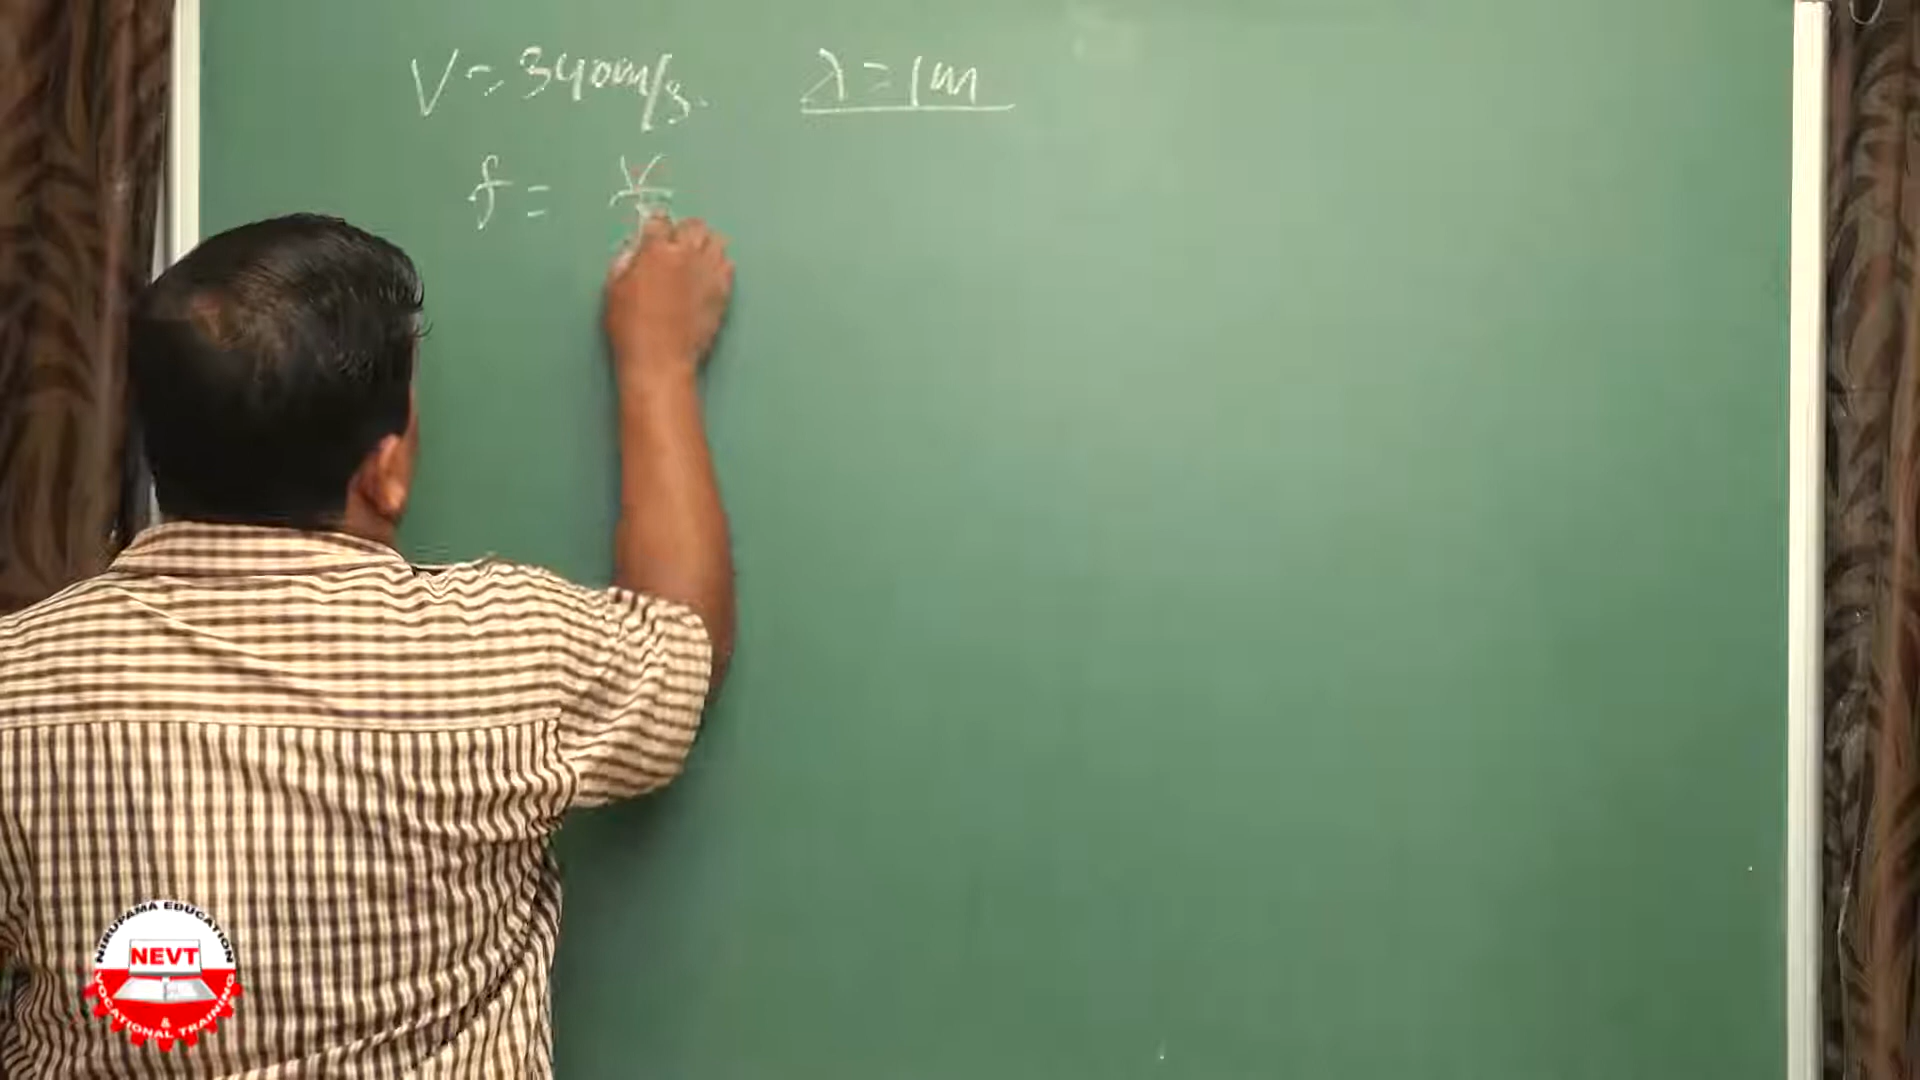 V = 340m/s. λ = 1m
f = V
NIRUPAMA EDUCATION
NEVT
&
VOCATIONAL TRAINING